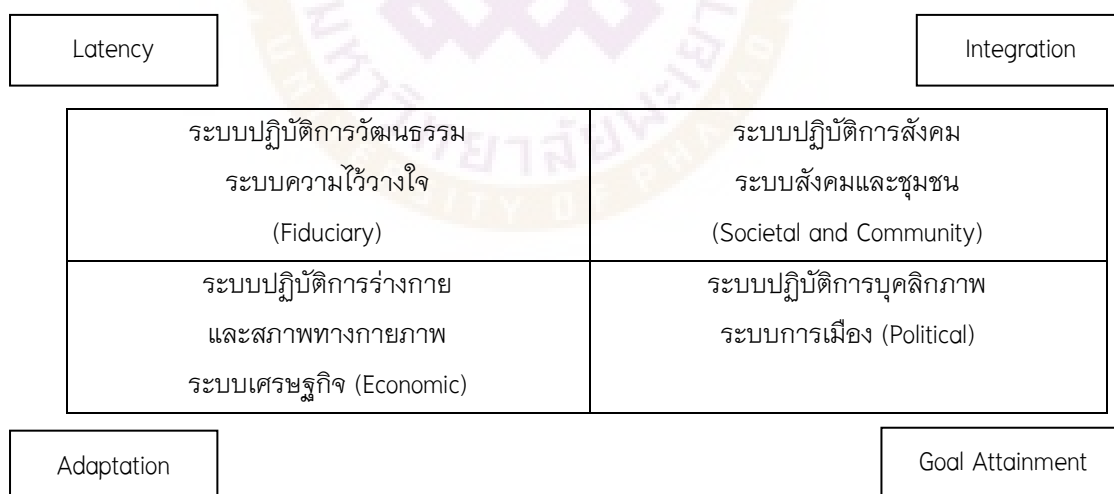 Latency
Integration
ระบบปฏิบัติการวัฒนธรรม
ระบบความไว้วางใจ
(Fiduciary)
ระบบปฏิบัติการสังคม
ระบบสังคมและชุมชน
(Societal and Community)
ระบบปฏิบัติการร่างกาย
และสภาพทางกายภาพ
ระบบเศรษฐกิจ (Economic)
ระบบปฏิบัติการบุคลิกภาพ
ระบบการเมือง (Political)
Adaptation
Goal Attainment